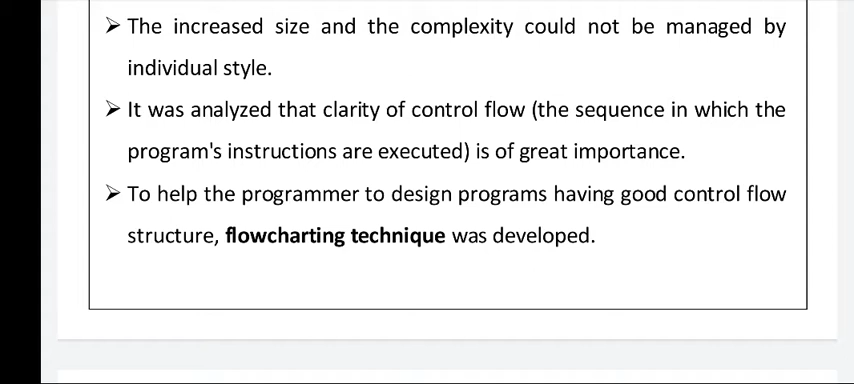 ➢ The increased size and the complexity could not be managed by
individual style.
➢ It was analyzed that clarity of control flow (the sequence in which the
program's instructions are executed) is of great importance.
➢ To help the programmer to design programs having good control flow
structure, flowcharting technique was developed.